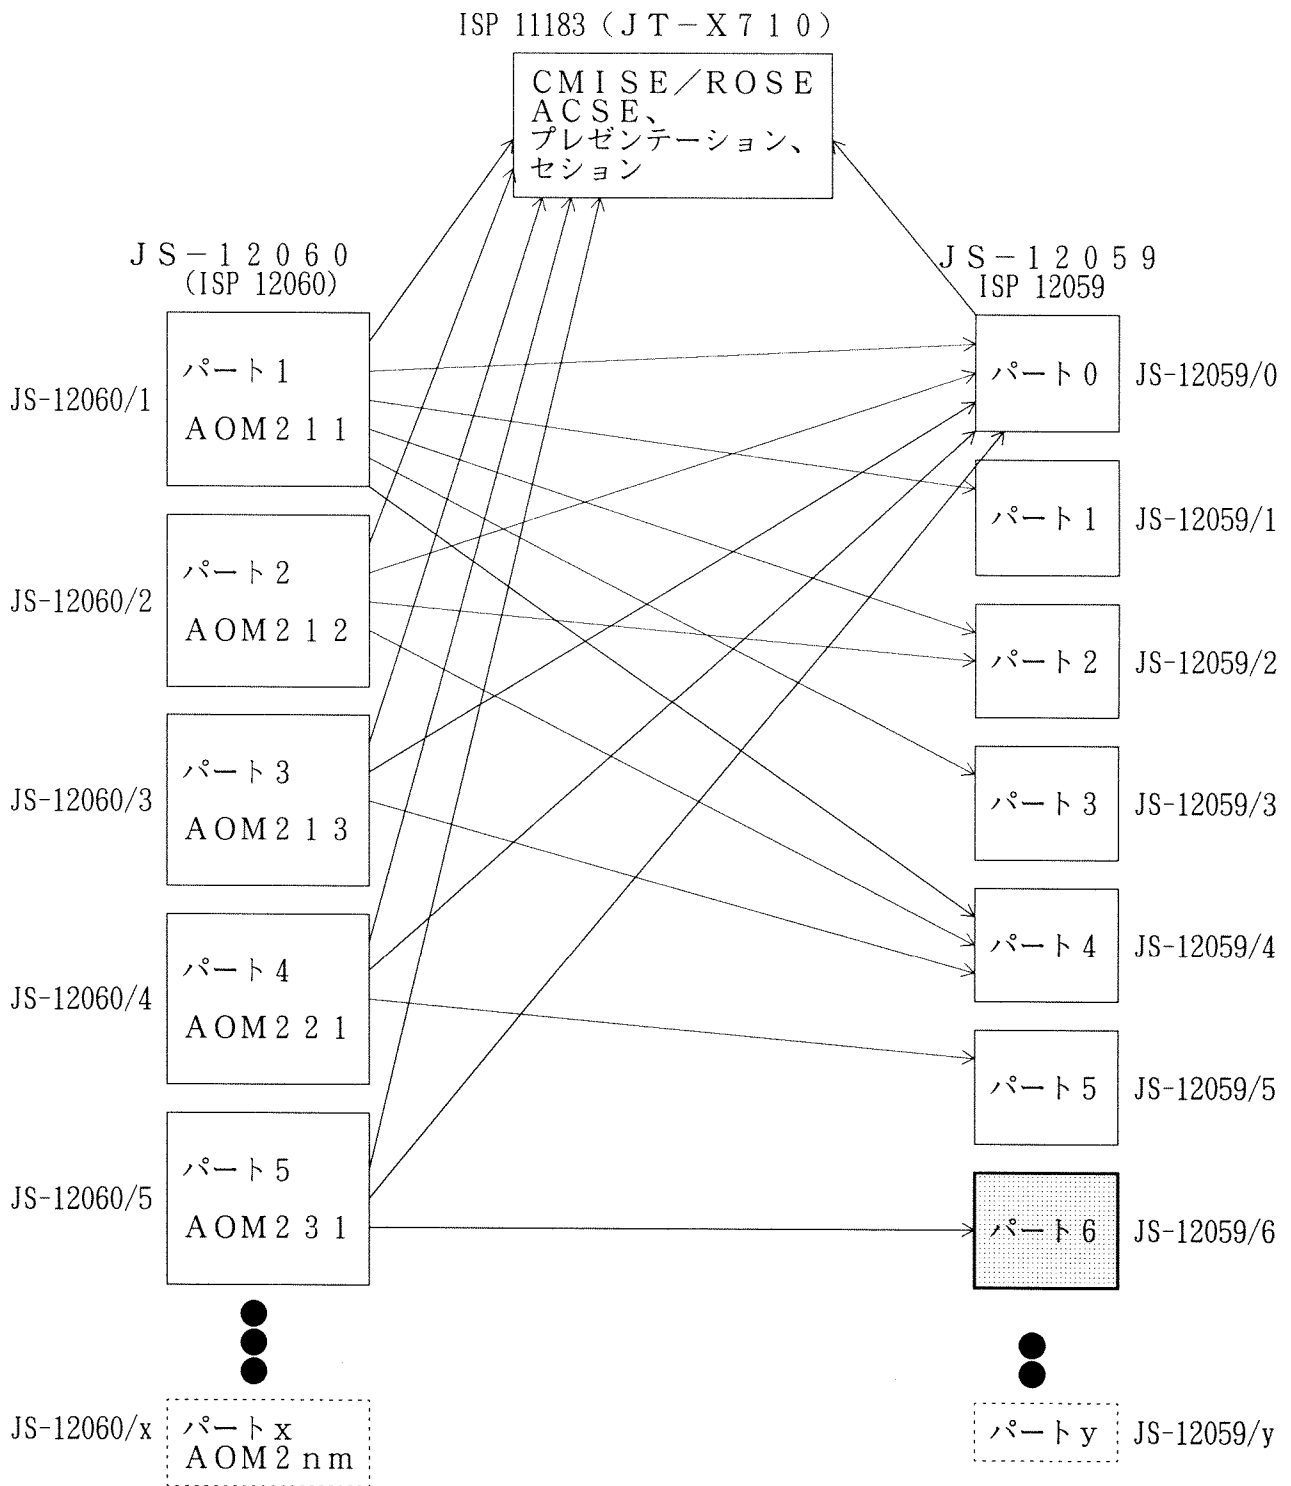 ISP 11183（ＪＴ－Ｘ７１０）
ＣＭＩＳＥ／ＲＯＳＥ
ＡＣＳＥ、
プレゼンテーション、
セション
ＪＳ－１２０６０
(ISP 12060)
ＪＳ－１２０５９
ISP 12059
JS-12060/1
パート１
ＡＯＭ２１１
パート０
JS-12059/0
パート１
JS-12059/1
JS-12060/2
パート２
ＡＯＭ２１２
パート２
JS-12059/2
JS-12060/3
パート３
ＡＯＭ２１３
パート３
JS-12059/3
JS-12060/4
パート４
ＡＯＭ２２１
パート４
JS-12059/4
パート５
JS-12059/5
JS-12060/5
パート５
ＡＯＭ２３１
パート６
JS-12059/6
JS-12060/x
パートｘ
ＡＯＭ２ｎｍ
パートｙ
JS-12059/y